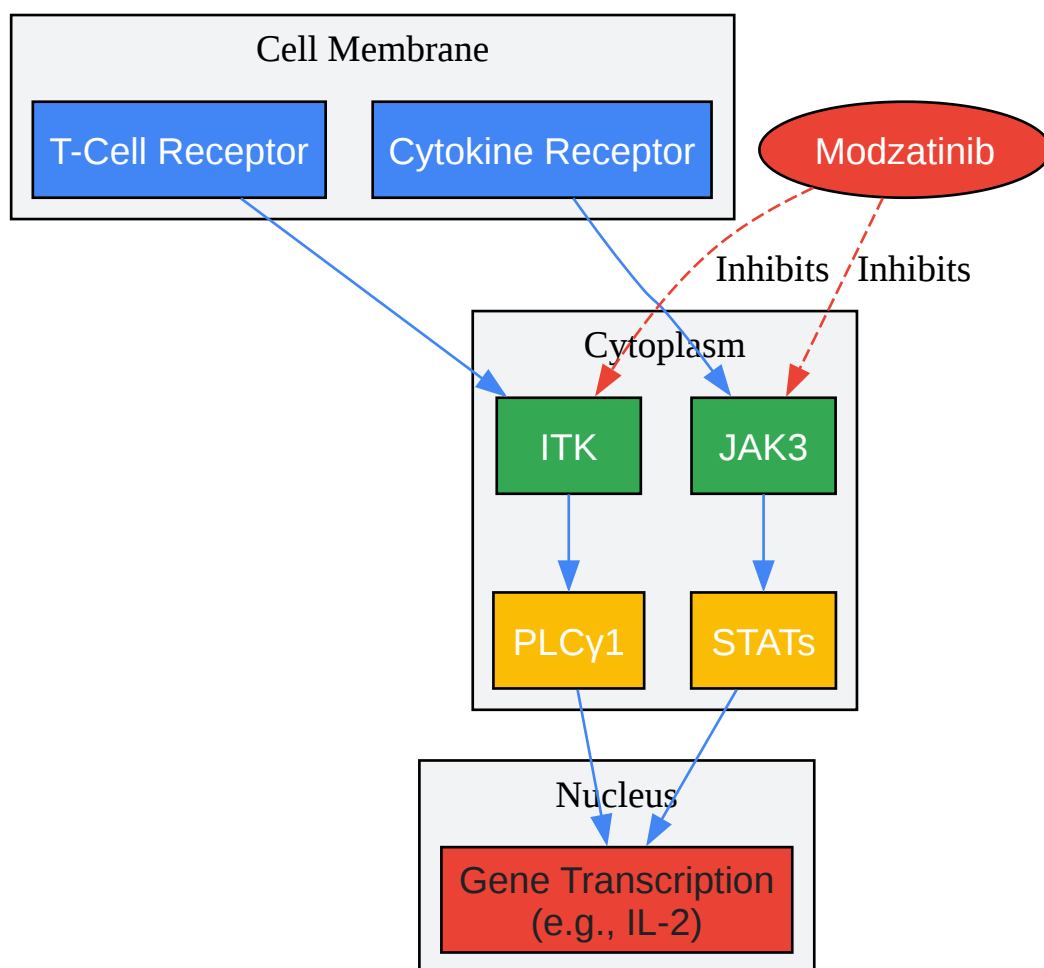 Cell Membrane
T-Cell Receptor
Cytokine Receptor
Modzatinib
Inhibits
Inhibits
Cytoplasm
ITK
JAK3
PLCγ1
STATs
Nucleus
Gene Transcription
(e.g., IL-2)